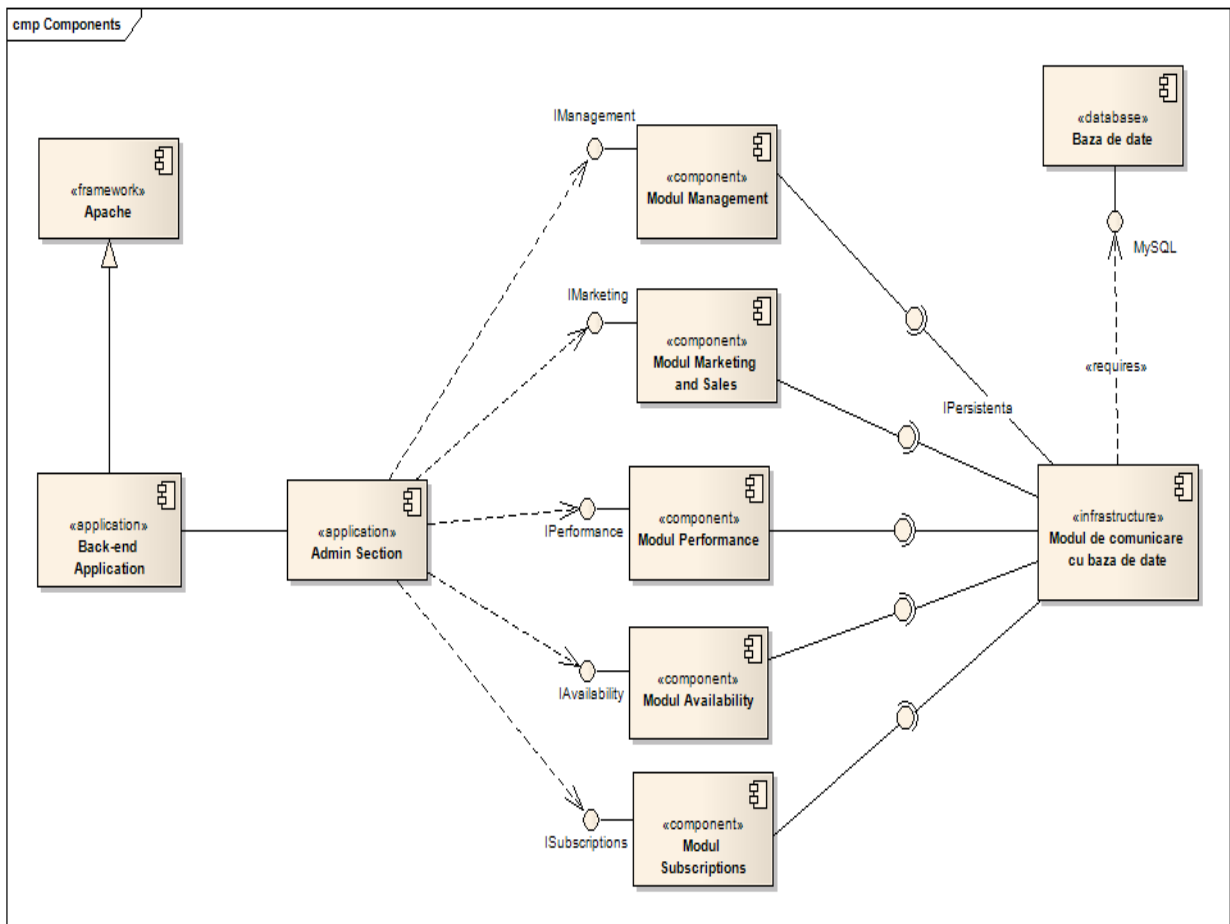 cmp Components
«framework»
Apache
«application»
Back-end
Application
«application»
Admin Section
IManagement
«component»
Modul Management
IMarketing
«component»
Modul Marketing
and Sales
IPerformance
«component»
Modul Performance
IAvailability
«component»
Modul Availability
ISubscriptions
«component»
Modul
Subscriptions
IPersistenta
«database»
Baza de date
MySQL
«requires»
«infrastructure»
Modul de comunicare
cu baza de date